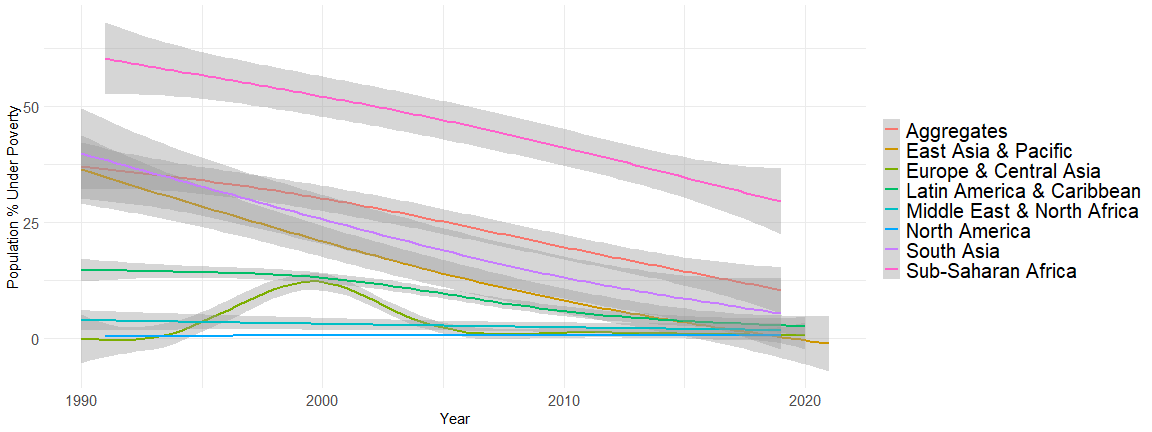 Population % Under Poverty
50
25
0
1990
2000
2010
2020
Year
Aggregates
East Asia & Pacific
Europe & Central Asia
Latin America & Caribbean
Middle East & North Africa
North America
South Asia
Sub-Saharan Africa